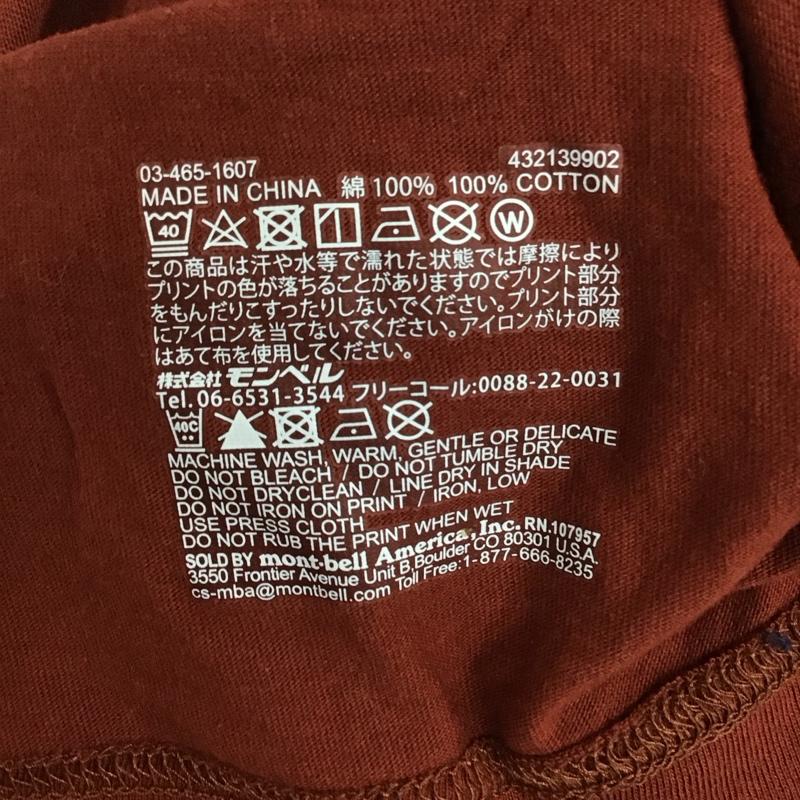 03-465-1607 432139902
MADE IN CHINA 綿100% 100% COTTON
40 W
この商品は汗や水等で濡れた状態では摩擦により
プリントの色が落ちることがありますのでプリント部分
をもんだりこすったりしないでください。プリント部分
にアイロンを当てないでください。アイロンがけの際
はあて布を使用してください。
株式会社 モンベル
Tel.06-6531-3544 フリーコール:0088-22-0031
40C
MACHINE WASH, WARM, GENTLE OR DELICATE
DO NOT BLEACH / DO NOT TUMBLE DRY
DO NOT DRYCLEAN / LINE DRY IN SHADE
DO NOT IRON ON PRINT / IRON, LOW
USE PRESS CLOTH
DO NOT RUB THE PRINT WHEN WET
SOLD BY mont-bell America, Inc. RN.107957
3550 Frontier Avenue Unit B,Boulder CO 80301 U.S.A.
cs-mba@montbell.com Toll Free:1-877-666-8235